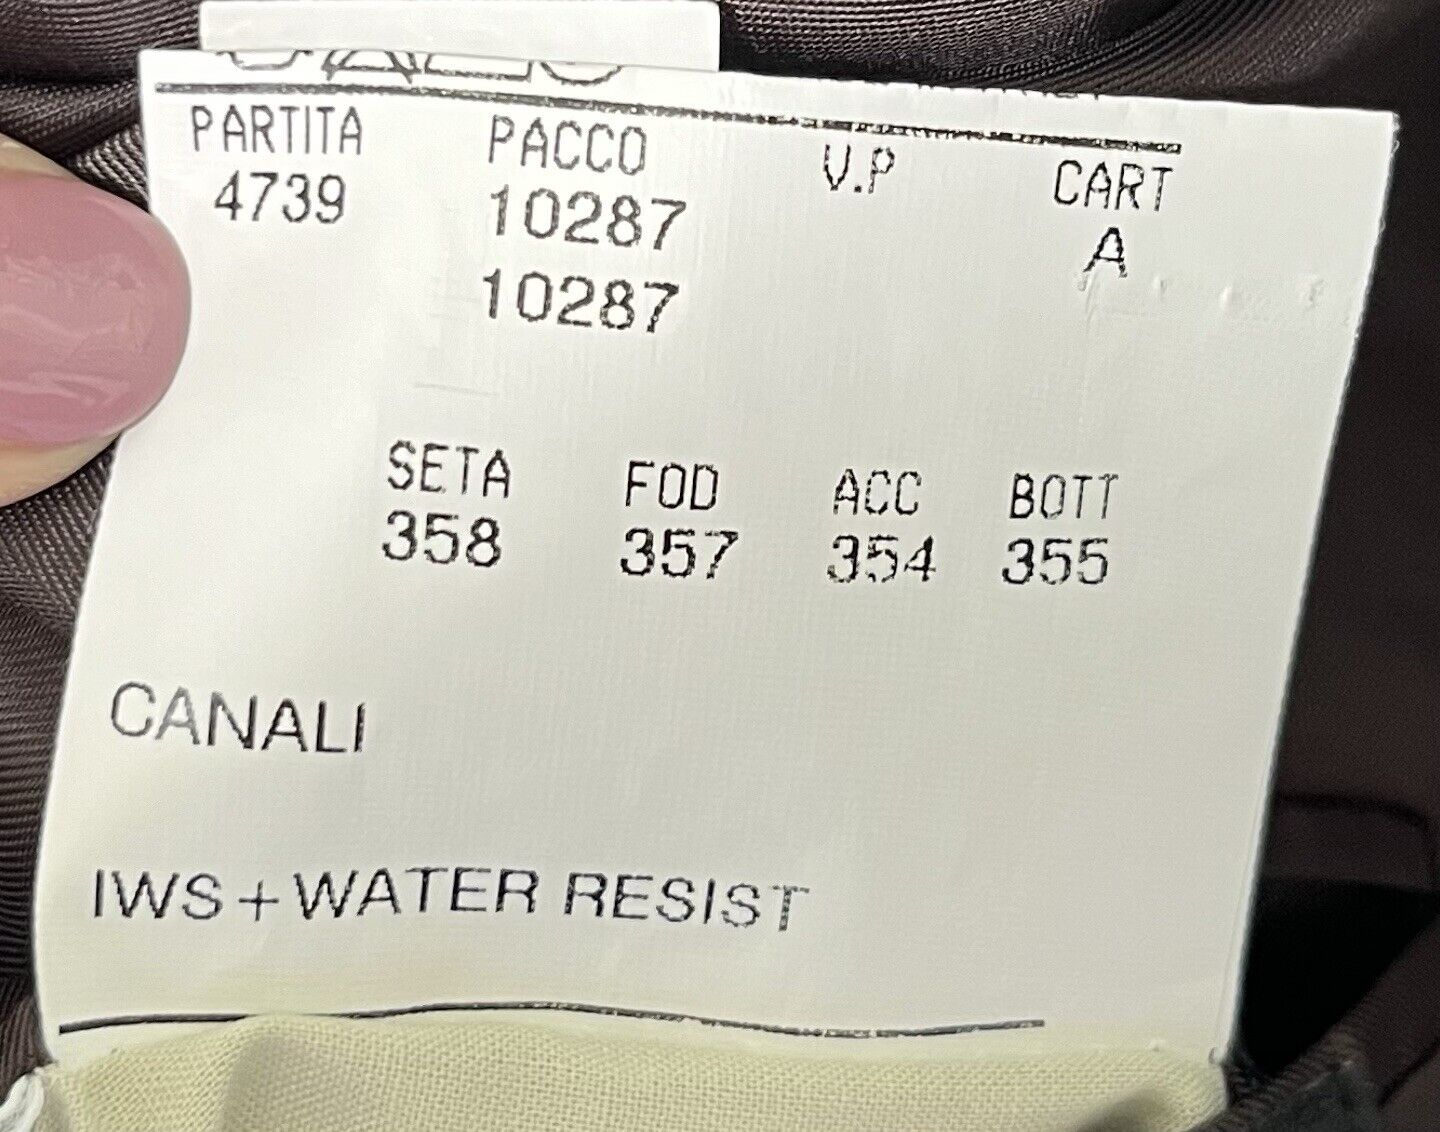 PARTITA PACCO V.P CART
4739 10287 A
10287
SETA FOD ACC BOTT
358 357 354 355
CANALI
IWS + WATER RESIST